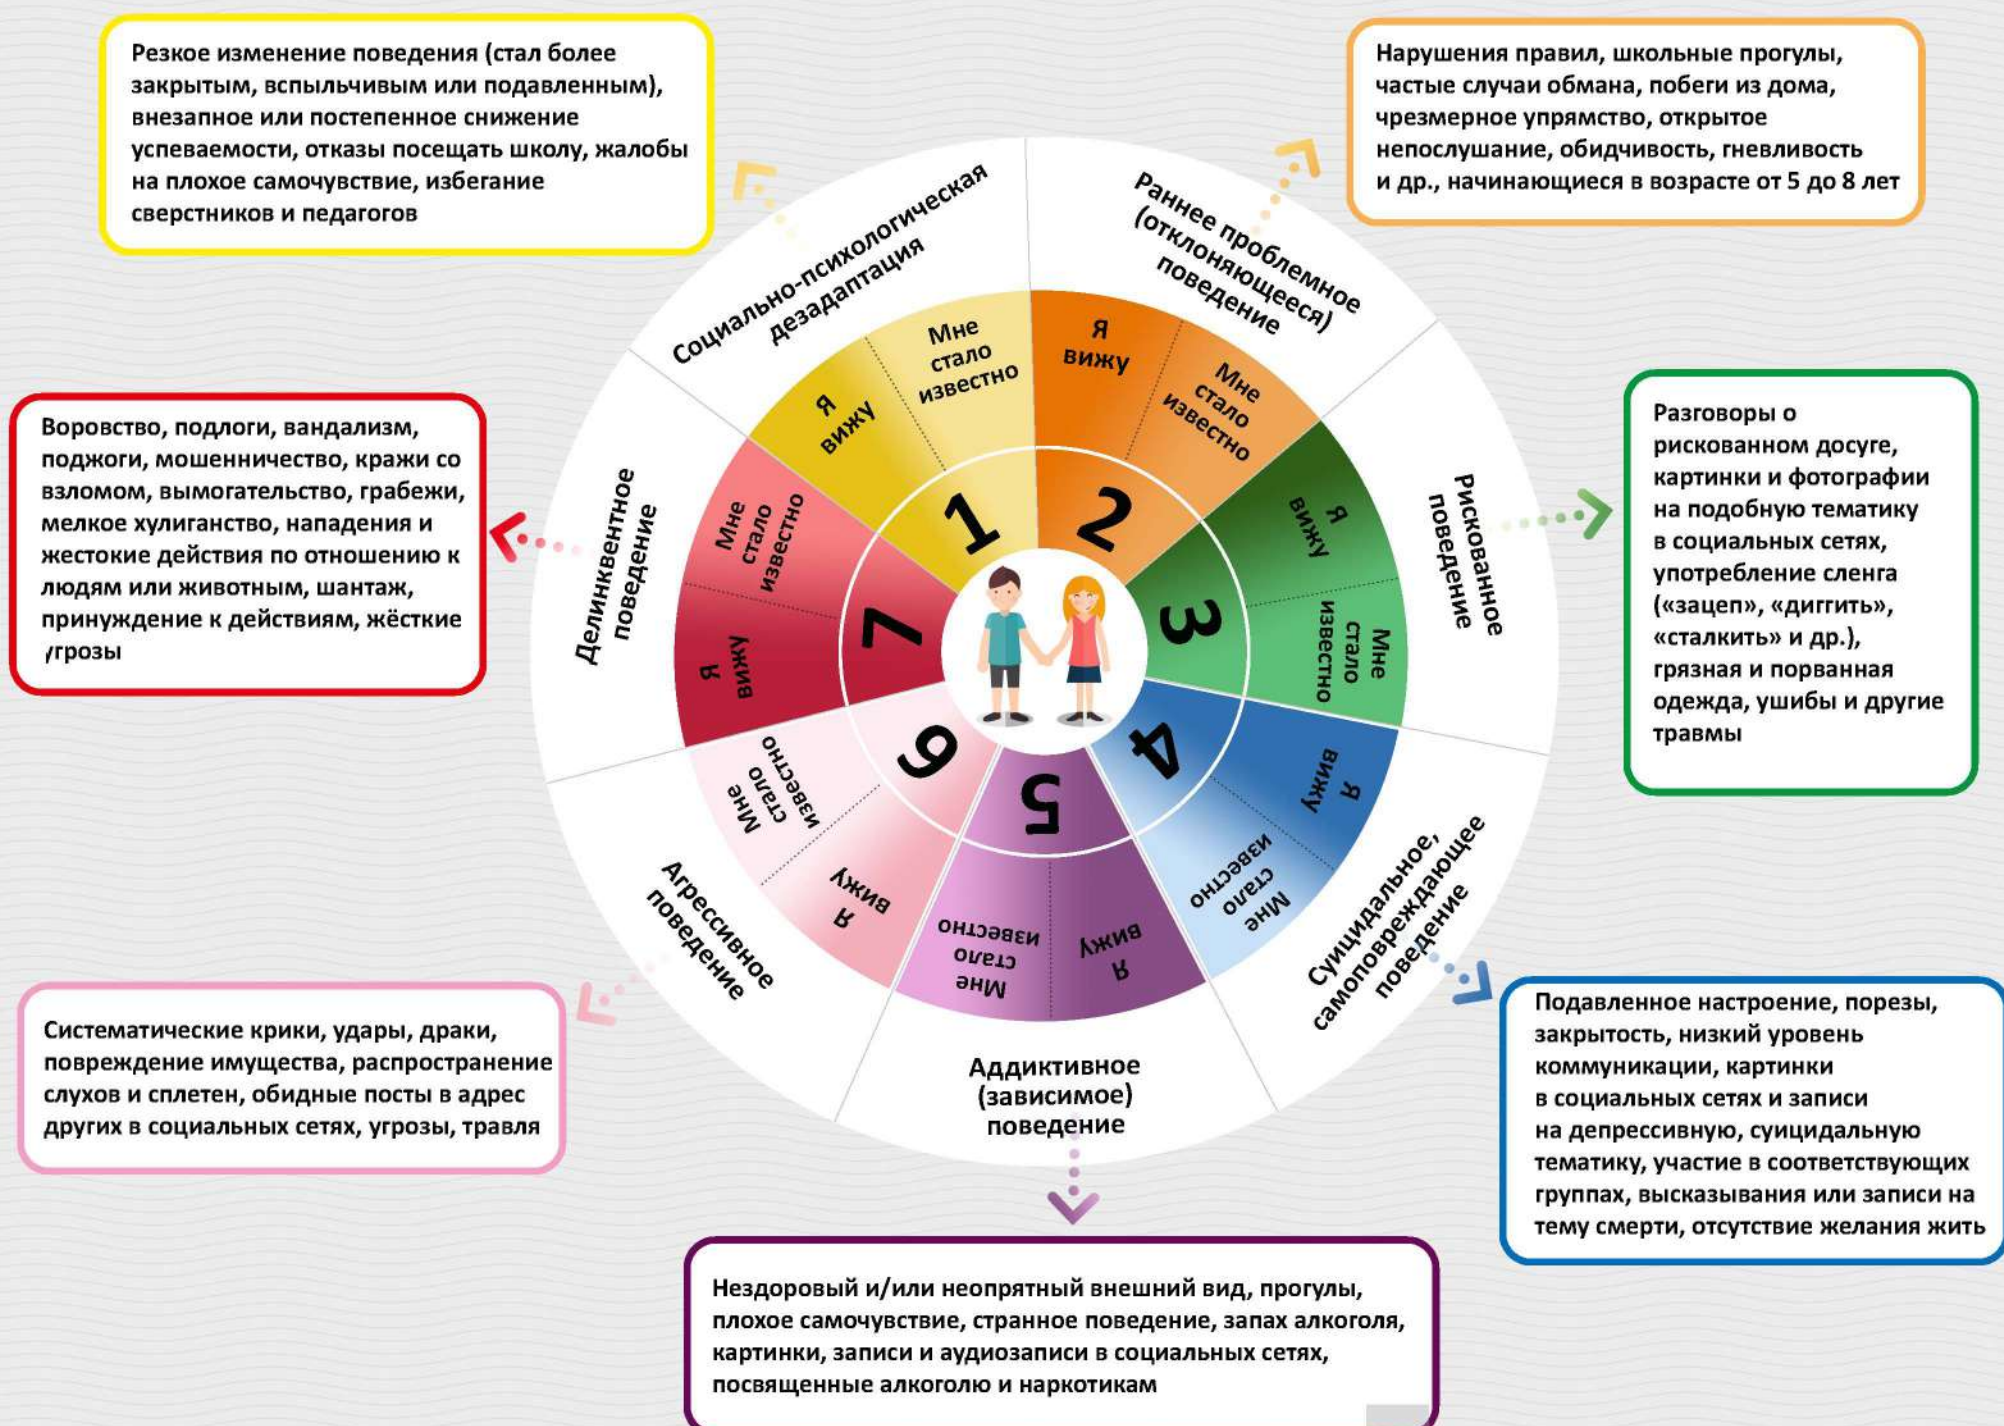 Резкое изменение поведения (стал более
закрытым, вспыльчивым или подавленным),
внезапное или постепенное снижение
успеваемости, отказы посещать школу, жалобы
на плохое самочувствие, избегание
сверстников и педагогов
Нарушения правил, школьные прогулы,
частые случаи обмана, побеги из дома,
чрезмерное упрямство, открытое
непослушание, обидчивость, гневливость
и др., начинающиеся в возрасте от 5 до 8 лет
Разговоры о
рискованном досуге,
картинки и фотографии
на подобную тематику
в социальных сетях,
употребление сленга
(«зацеп», «диггить»,
«сталкить» и др.),
грязная и порванная
одежда, ушибы и другие
травмы
Подавленное настроение, порезы,
закрытость, низкий уровень
коммуникации, картинки
в социальных сетях и записи
на депрессивную, суицидальную
тематику, участие в соответствующих
группах, высказывания или записи на
тему смерти, отсутствие желания жить
Нездоровый и/или неопрятный внешний вид, прогулы,
плохое самочувствие, странное поведение, запах алкоголя,
картинки, записи и аудиозаписи в социальных сетях,
посвященные алкоголю и наркотикам
Систематические крики, удары, драки,
повреждение имущества, распространение
слухов и сплетен, обидные посты в адрес
других в социальных сетях, угрозы, травля
Воровство, подлоги, вандализм,
поджоги, мошенничество, кражи со
взломом, вымогательство, грабежи,
мелкое хулиганство, нападения и
жестокие действия по отношению к
людям или животным, шантаж,
принуждение к действиям, жёсткие
угрозы
Социально-психологическая
дезадаптация
Я
вижу
Мне
стало
известно
1
Раннее проблемное
(отклоняющееся)
поведение
Я
вижу
Мне
стало
известно
2
Рискованное
поведение
Я
вижу
Мне
стало
известно
3
Суицидальное,
самоповреждающее
поведение
Я
вижу
Мне
стало
известно
4
Аддиктивное
(зависимое)
поведение
Я
вижу
Мне
стало
известно
5
Агрессивное
поведение
Я
вижу
Мне
стало
известно
6
Делинквентное
поведение
Я
вижу
Мне
стало
известно
7